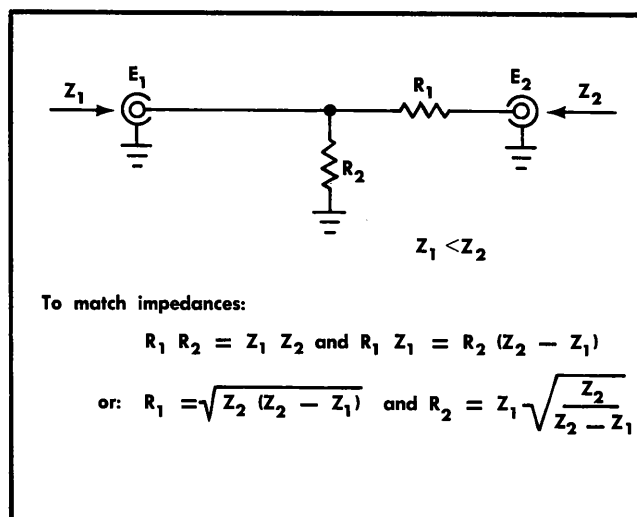 Z₁ E₁ R₁ E₂ Z₂
R₂
Z₁ <Z₂
To match impedances:
R₁ R₂ = Z₁ Z₂ and R₁ Z₁ = R₂ (Z₂ − Z₁)
or: R₁ = √(Z₂ (Z₂ − Z₁)) and R₂ = Z₁ √(Z₂ / (Z₂ − Z₁))